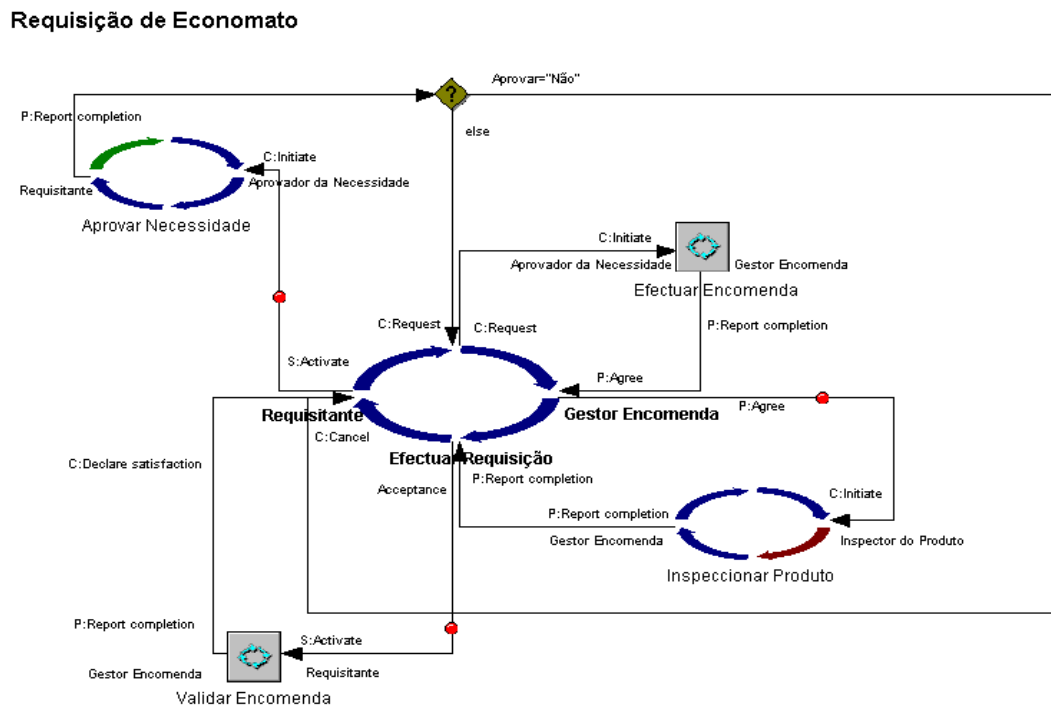 Requisição de Economato
Aprovar="Não"
?
P:Report completion
else
C:Initiate
Requisitante
Aprovador da Necessidade
Aprovar Necessidade
C:Initiate
Aprovador da Necessidade
Gestor Encomenda
Efectuar Encomenda
C:Request
C:Request
P:Report completion
S:Activate
P:Agree
Requisitante
Gestor Encomenda
P:Agree
C:Cancel
Efectuar Requisição
C:Declare satisfaction
P:Report completion
Acceptance
C:Initiate
P:Report completion
Gestor Encomenda
Inspector do Produto
Inspeccionar Produto
P:Report completion
S:Activate
Gestor Encomenda
Requisitante
Validar Encomenda